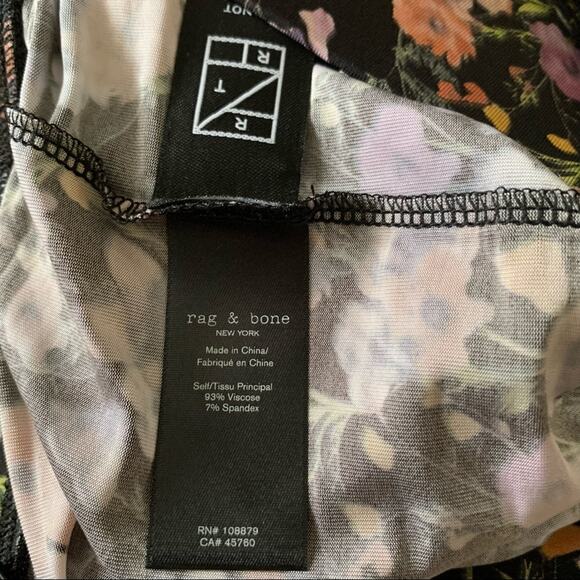 NOT
R
T
R
rag & bone
NEW YORK
Made in China/
Fabriqué en Chine
Self/Tissu Principal
93% Viscose
7% Spandex
RN# 108879
CA# 45760